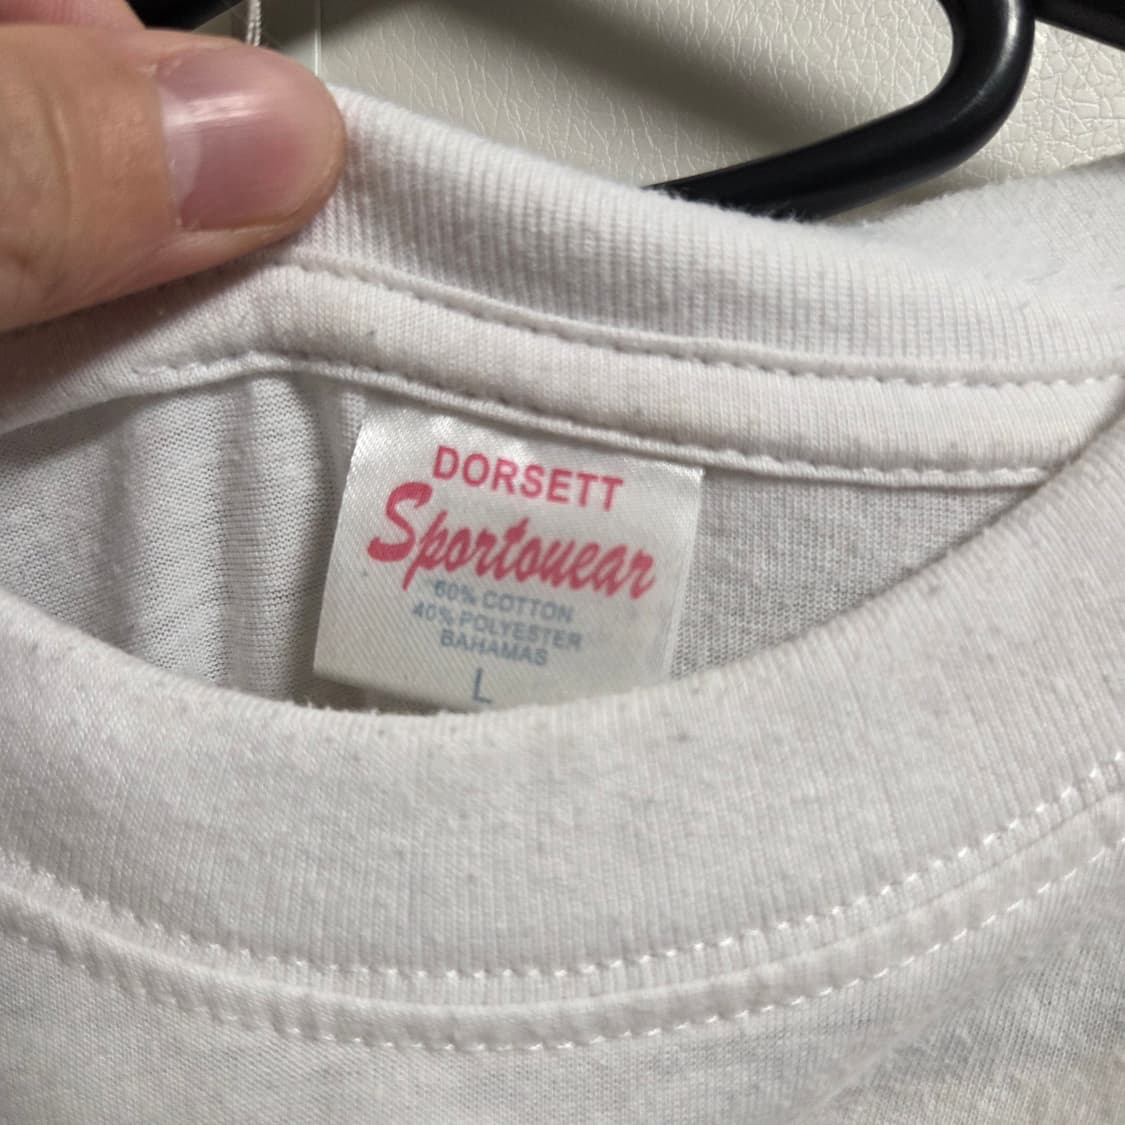 DORSETT
Sportswear
60% COTTON
40% POLYESTER
BAHAMAS
L